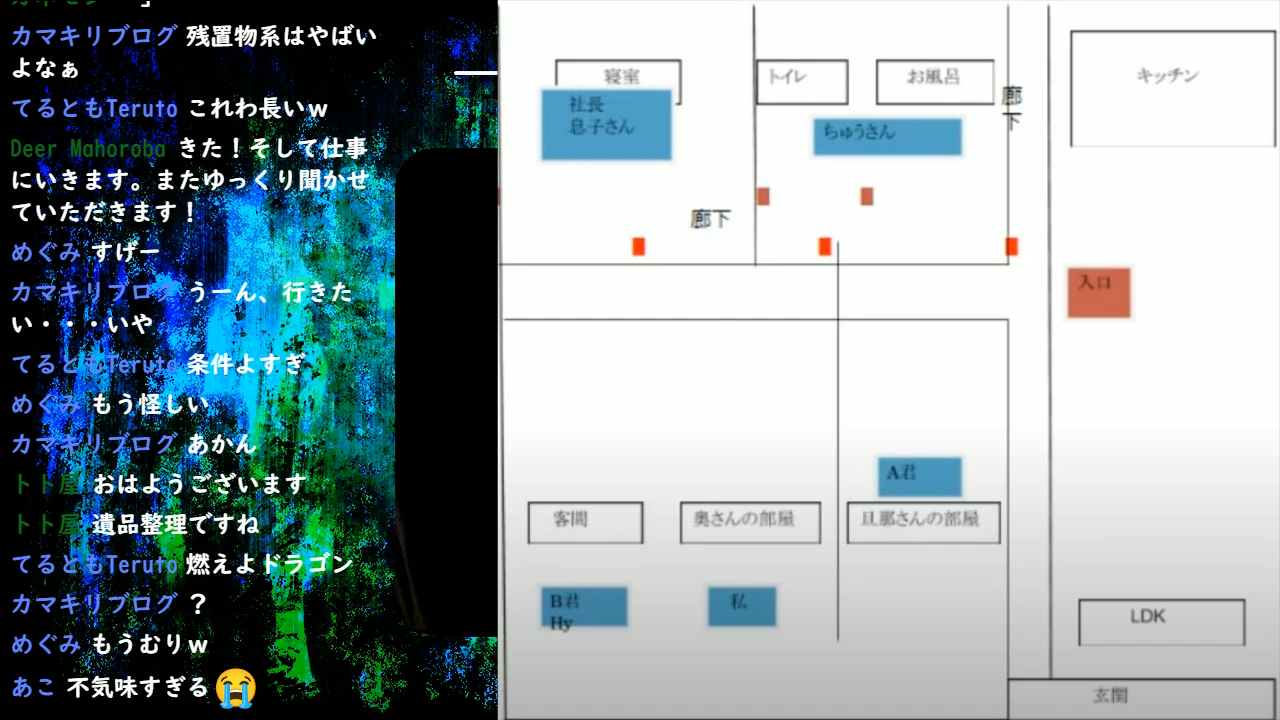 カマキリブログ 残置物系はやばい
よなぁ
てるともTeruto これわ長いｗ
Deer Mahoroba きた！そして仕事
にいきます。またゆっくり聞かせ
ていただきます！
めぐみ すげー
カマキリブログ うーん、行きた
い・・・いや
てるともTeruto 条件よすぎ
めぐみ もう怪しい
カマキリブログ あかん
トト屋 おはようございます
トト屋 遺品整理ですね
てるともTeruto 燃えよドラゴン
カマキリブログ ？
めぐみ もうむりｗ
あこ 不気味すぎる😭
寝室
トイレ
お風呂
廊下
キッチン
社長
息子さん
ちゅうさん
廊下
入口
A君
客間
奥さんの部屋
旦那さんの部屋
B君
Hy
私
LDK
玄関